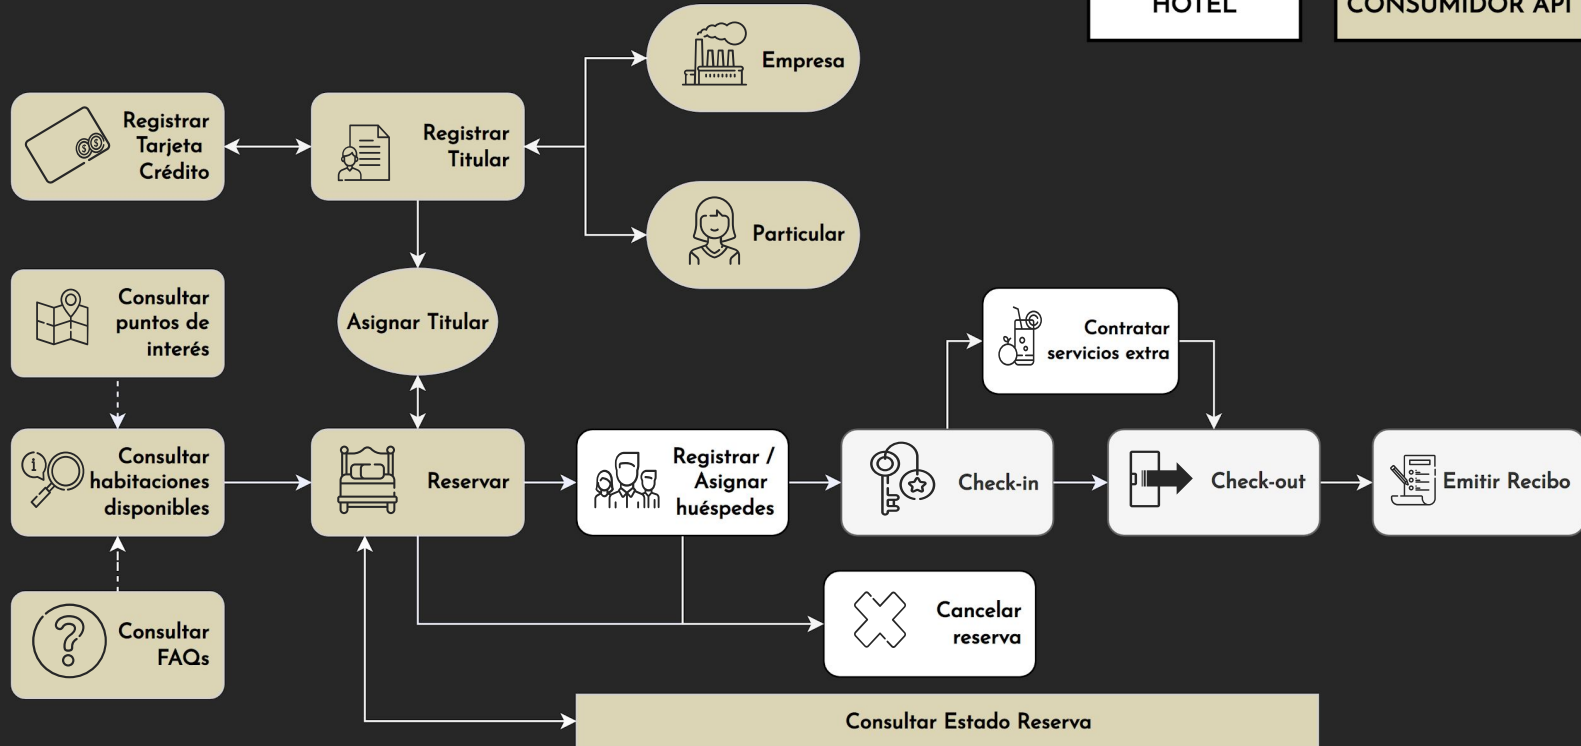 HOTEL
CONSUMIDOR API
Empresa
Registrar
Tarjeta
Crédito
Registrar
Titular
Particular
Consultar
puntos de
interés
Asignar Titular
Contratar
servicios extra
Consultar
habitaciones
disponibles
Reservar
Registrar /
Asignar
huéspedes
Check-in
Check-out
Emitir Recibo
Consultar
FAQs
Cancelar
reserva
Consultar Estado Reserva